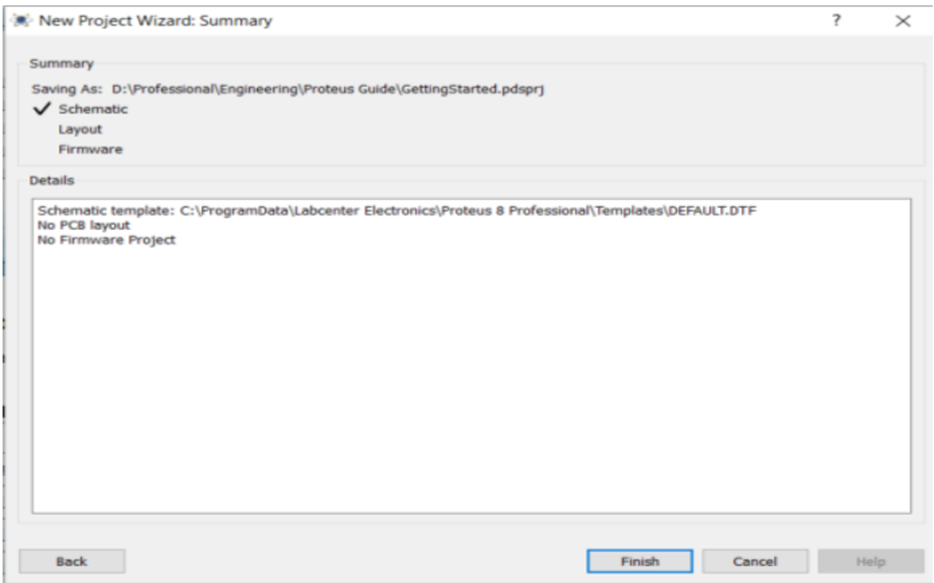 New Project Wizard: Summary
?
Summary
Saving As: D:\Professional\Engineering\Proteus Guide\GettingStarted.pdsprj
Schematic
Layout
Firmware
Details
Schematic template: C:\ProgramData\Labcenter Electronics\Proteus 8 Professional\Templates\DEFAULT.DTF
No PCB layout
No Firmware Project
Back
Finish
Cancel
Help